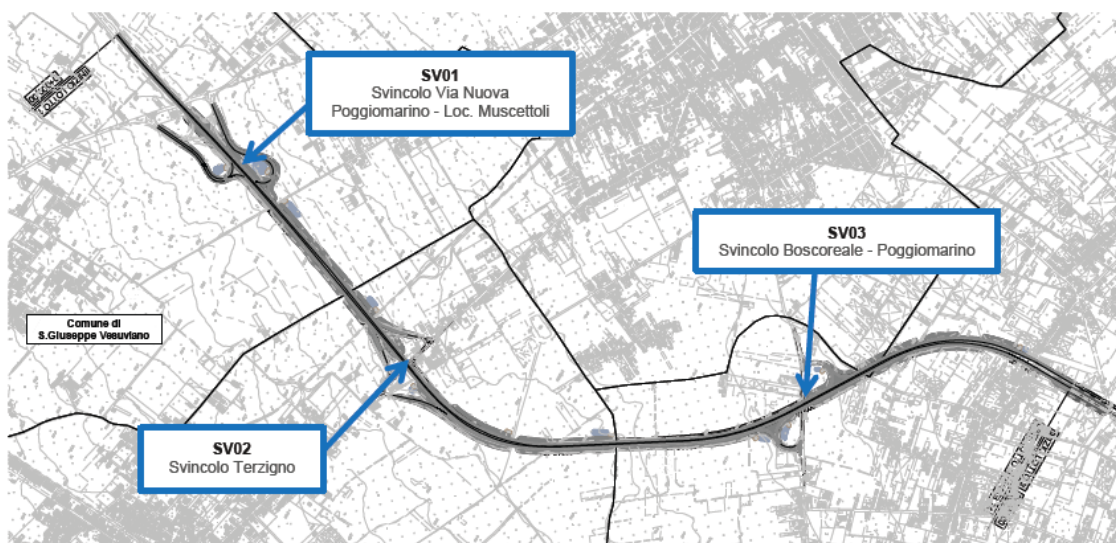 SV01
Svincolo Via Nuova
Poggiomarino - Loc. Muscettoli
SV03
Svincolo Boscoreale - Poggiomarino
Comune di
S.Giuseppe Vesuviano
SV02
Svincolo Terzigno